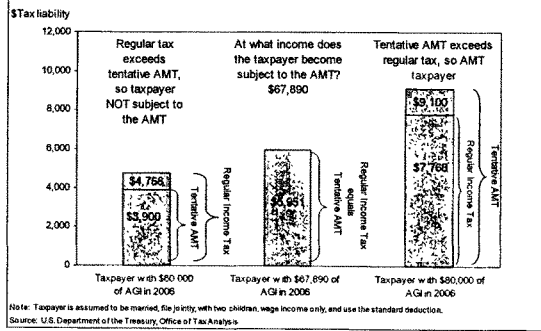 $Tax liability
12,000
10,000
8,000
6,000
4,000
2,000
0
Regular tax
exceeds
tentative AMT,
so taxpayer
NOT subject to
the AMT
At what income does
the taxpayer become
subject to the AMT?
$67,890
Tentative AMT exceeds
regular tax, so AMT
taxpayer
$4,766
$3,900
Tentative AMT
Regular Income Tax
$5,951
Regular Income Tax
equals
Tentative AMT
$9,100
$7,766
Regular Income Tax
Tentative AMT
Taxpayer with $60 000
of AGI in 2006
Taxpayer with $67,890 of
AGI in 2006
Taxpayer with $80,000 of
AGI in 2006
Note: Taxpayer is assumed to be married, file jointly, with two children, wage income only, and use the standard deduction.
Source: U.S. Department of the Treasury, Office of Tax Analysis